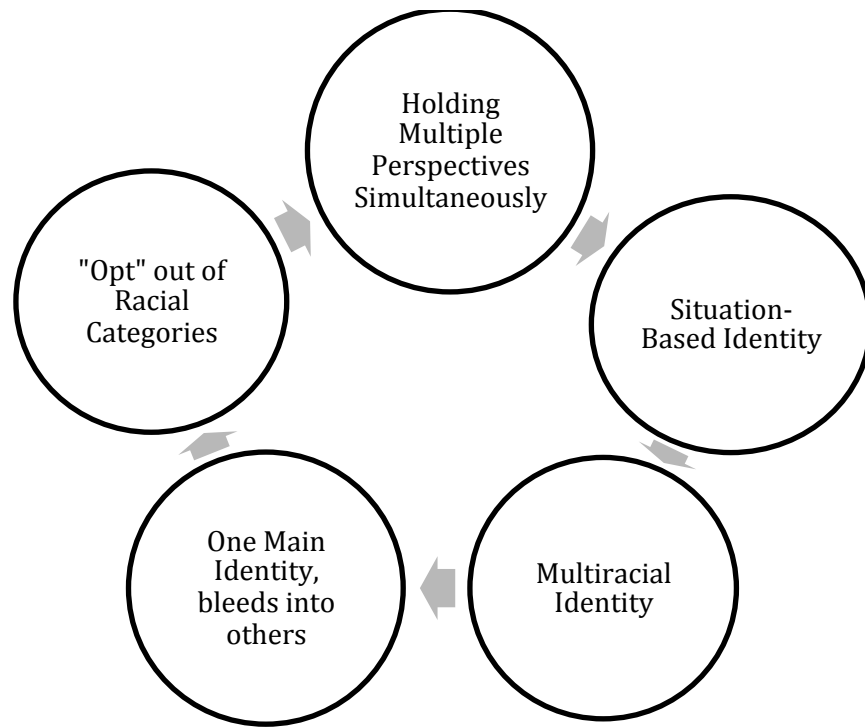 Holding
Multiple
Perspectives
Simultaneously
Situation-
Based Identity
Multiracial
Identity
One Main
Identity,
bleeds into
others
"Opt" out of
Racial
Categories